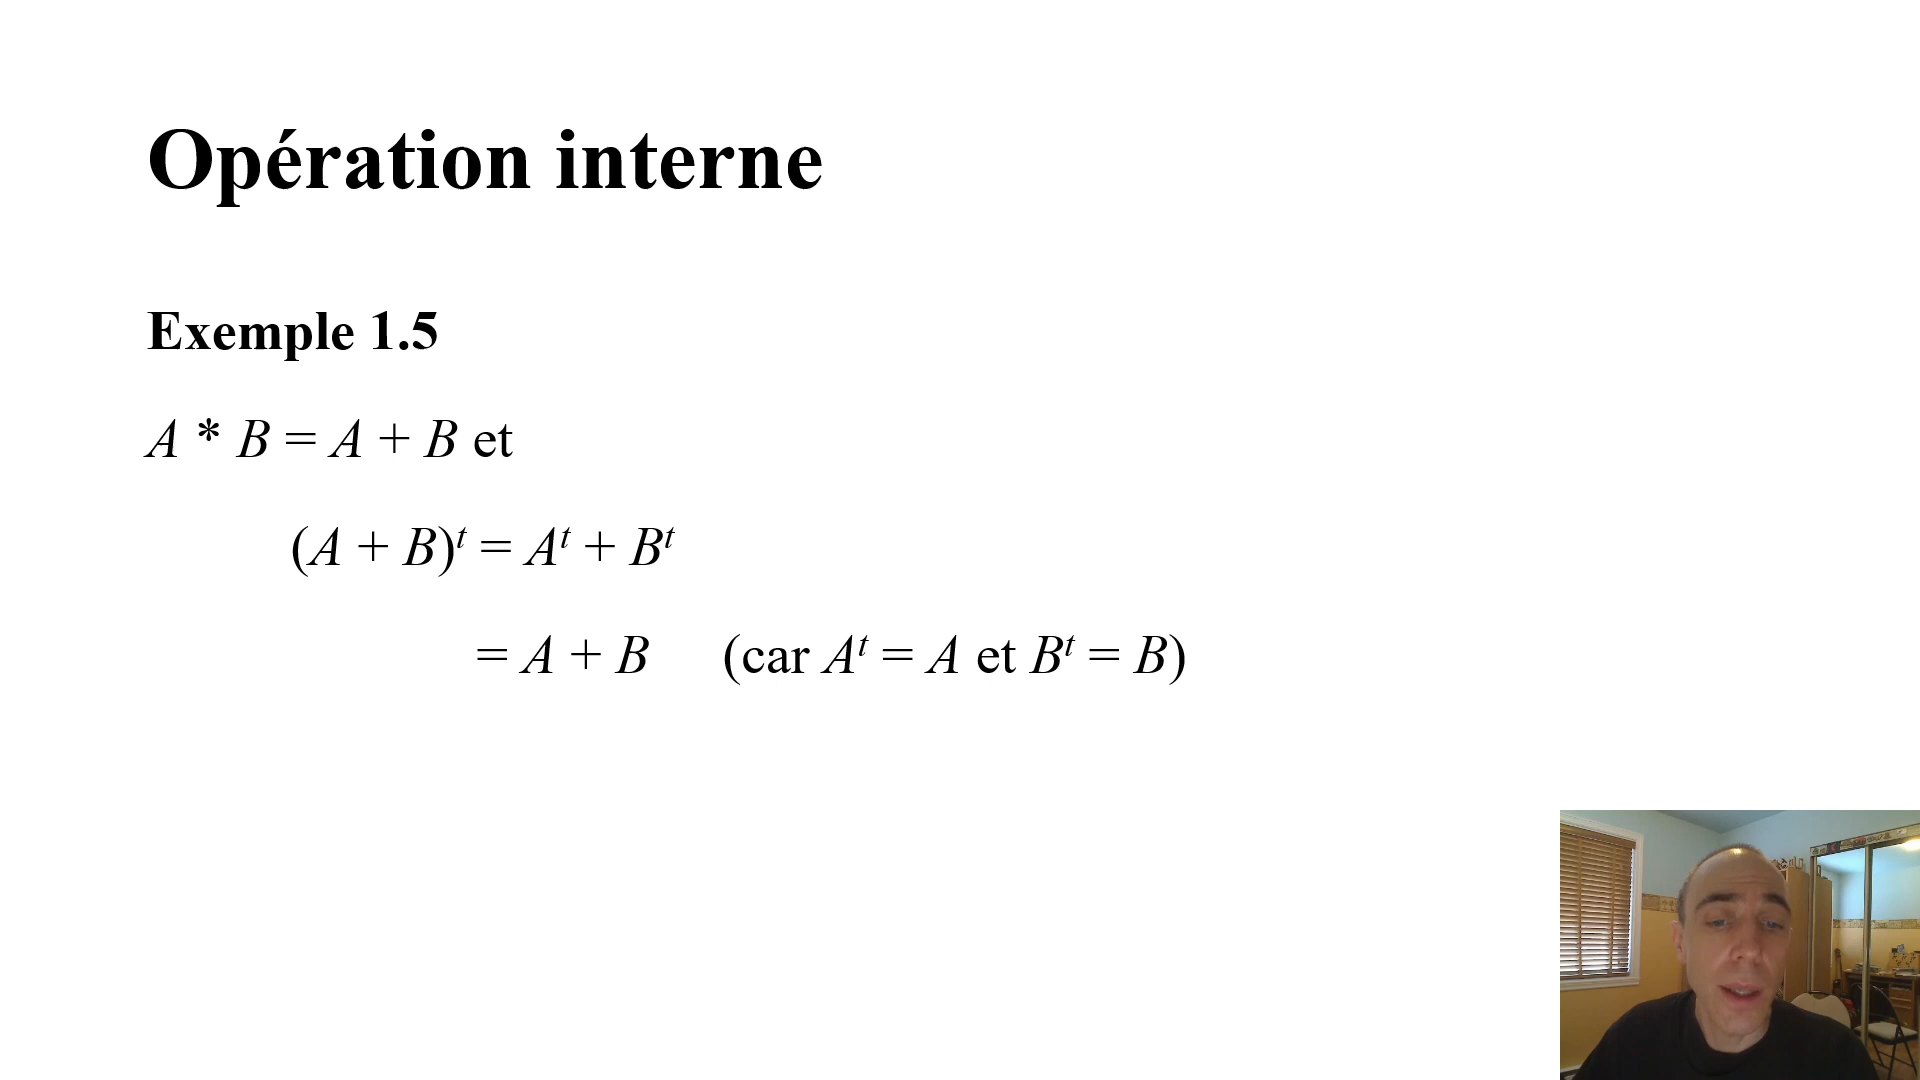 Opération interne
Exemple 1.5
A * B = A + B et
(A + B)ᵗ = Aᵗ + Bᵗ
= A + B (car Aᵗ = A et Bᵗ = B)